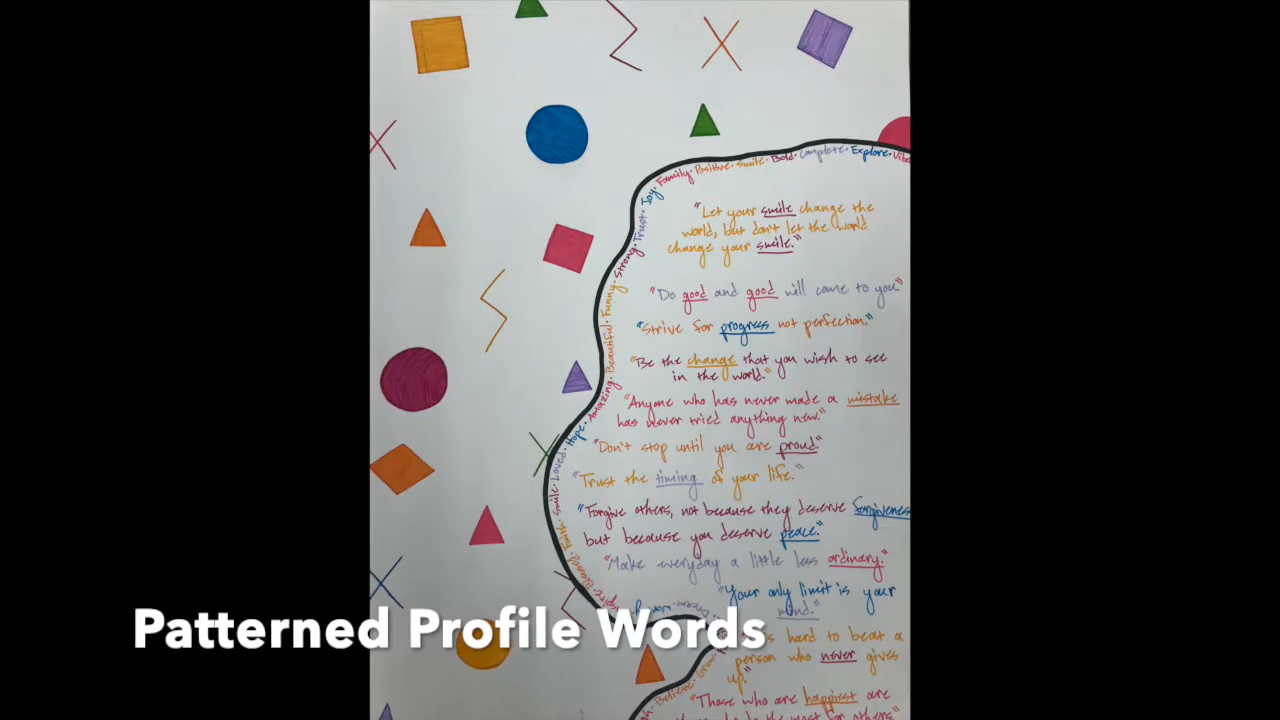 Joy · Family · Positive · Smile · Bold · Complete · Explore · Vibe
Blessed · Faith · Smile · Loved · Hope · Amazing · Beautiful · Funny · Strong · Trust ·
"Let your smile change the
world, but don't let the world
change your smile."
"Do good and good will come to you."
"Strive for progress not perfection."
"Be the change that you wish to see
in the world."
"Anyone who has never made a mistake
has never tried anything new."
"Don't stop until you are proud."
"Trust the timing of your life."
"Forgive others, not because they deserve forgiveness
but because you deserve peace."
"Make everyday a little less ordinary."
"Your only limit is your
mind."
Dream ·
Patterned Profile Words
hard to beat a
person who never gives
up."
Believe ·
"Those who are happiest are